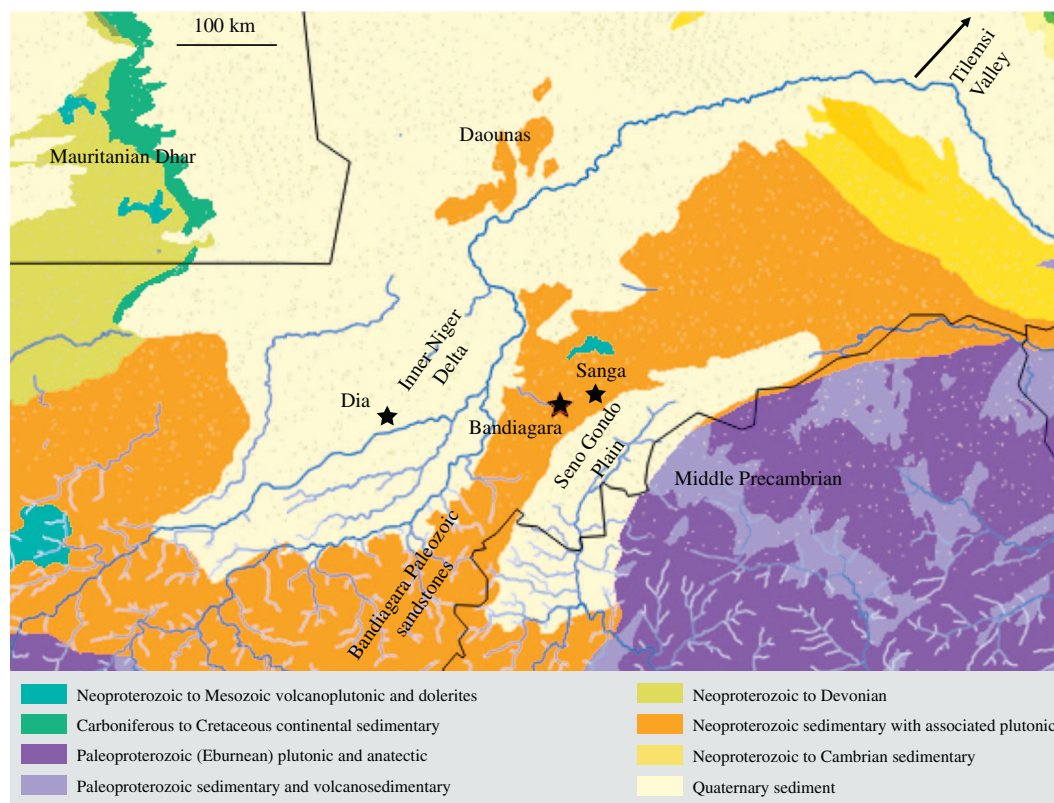 100 km
Tilemsi
Valley
Daounas
Mauritanian Dhar
Inner Niger
Delta
Sanga
Dia
Bandiagara
Seno Gondo
Plain
Middle Precambrian
Bandiagara Paleozoic
sandstones
Neoproterozoic to Mesozoic volcanoplutonic and dolerites
Carboniferous to Cretaceous continental sedimentary
Paleoproterozoic (Eburnean) plutonic and anatectic
Paleoproterozoic sedimentary and volcanosedimentary
Neoproterozoic to Devonian
Neoproterozoic sedimentary with associated plutonic
Neoproterozoic to Cambrian sedimentary
Quaternary sediment